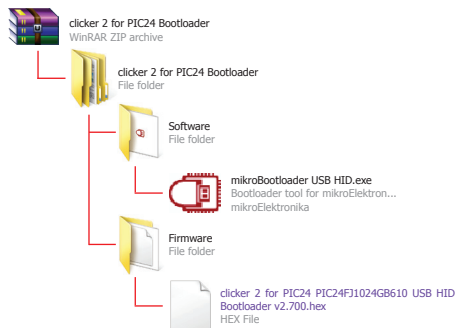 clicker 2 for PIC24 Bootloader
WinRAR ZIP archive
clicker 2 for PIC24 Bootloader
File folder
Software
File folder
mikroBootloader USB HID.exe
Bootloader tool for mikroElektron...
mikroElektronika
Firmware
File folder
clicker 2 for PIC24 PIC24FJ1024GB610 USB HID
Bootloader v2.700.hex
HEX File